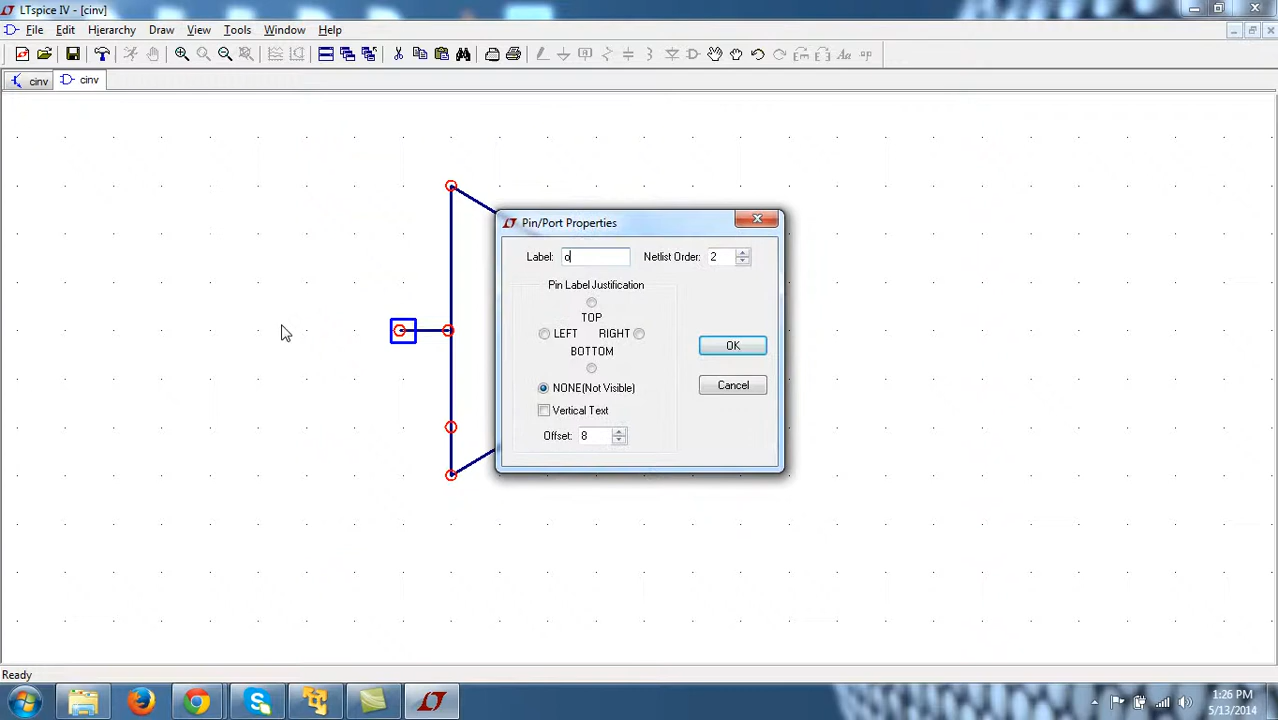 LTspice IV - [cinv]
File Edit Hierarchy Draw View Tools Window Help
cinv cinv
Pin/Port Properties
Label: o Netlist Order: 2
Pin Label Justification
TOP
LEFT RIGHT
BOTTOM
OK
NONE(Not Visible)
Cancel
Vertical Text
Offset: 8
Ready
1:26 PM
5/13/2014